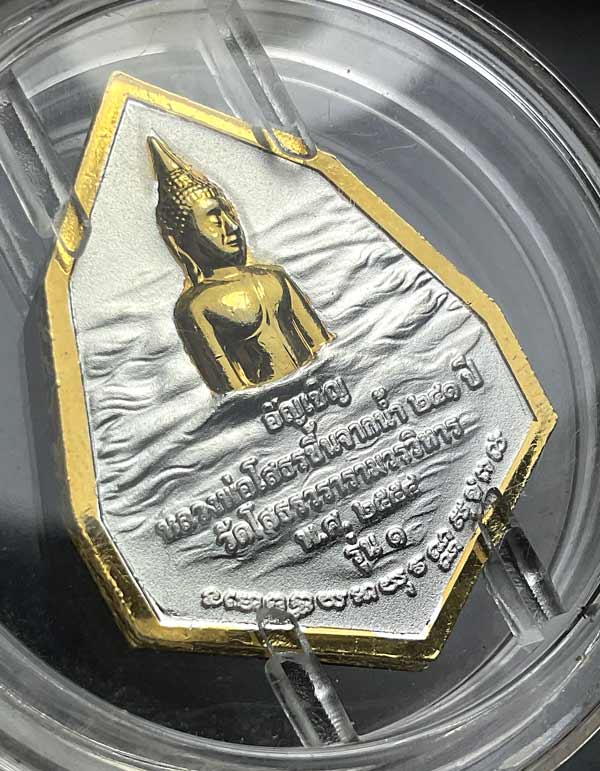 อัญเชิญ
หลวงพ่อโสธรขึ้นจากน้ำ ๒๔๑ ปี
วัดโสธรวรารามวรวิหาร
พ.ศ. ๒๕๕๔
รุ่น ๑